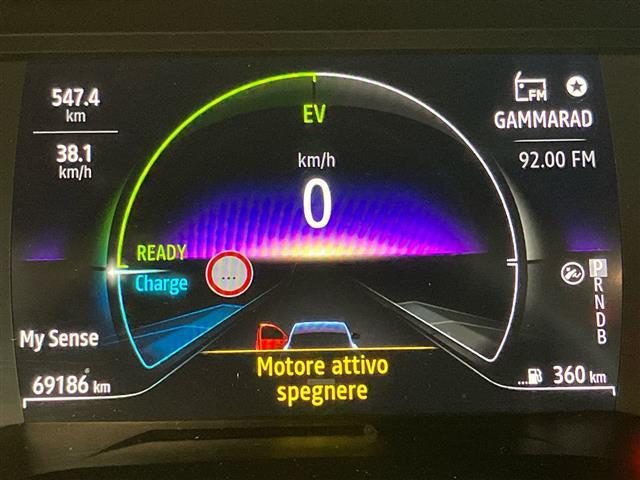 547.4
km
38.1
km/h
EV
km/h
0
FM
GAMMARAD
92.00 FM
READY
Charge
...
P
R
N
D
B
My Sense
69186 km
Motore attivo
spegnere
...
360 km